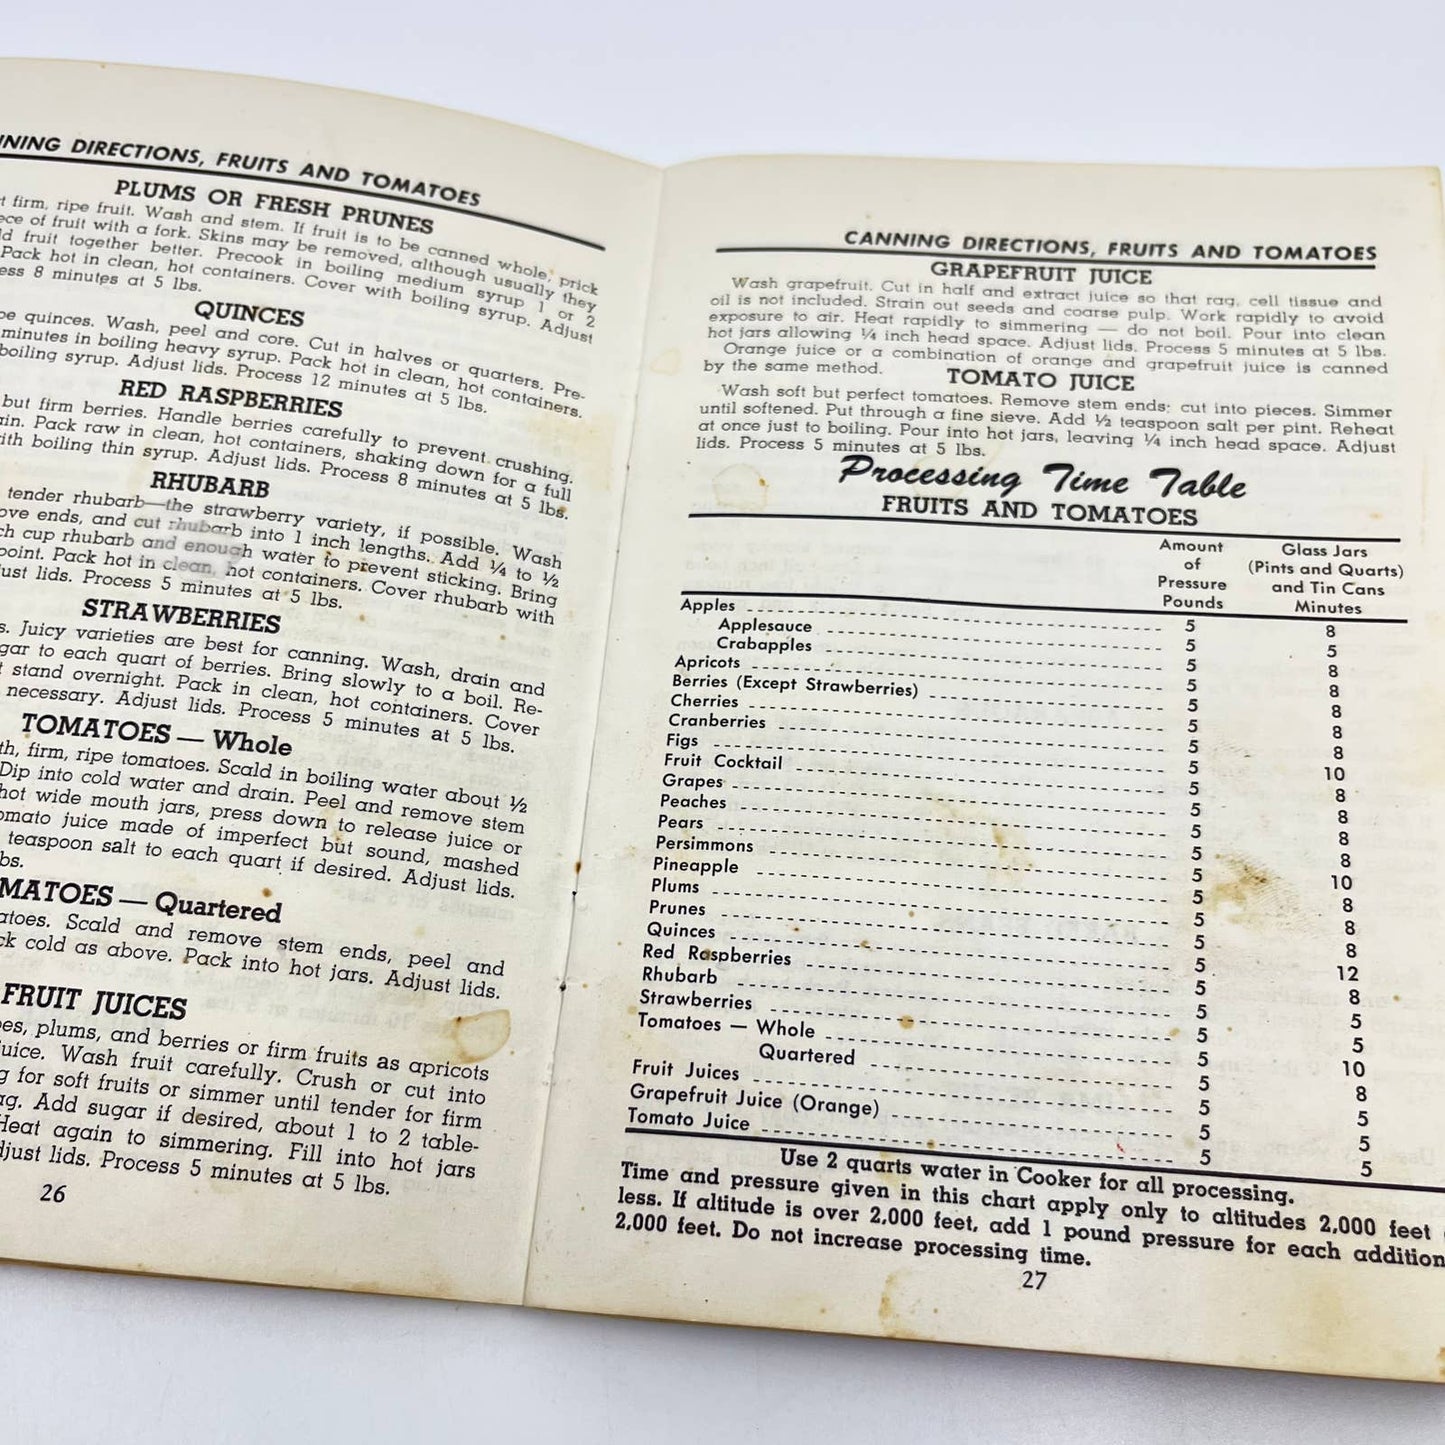 NNING DIRECTIONS, FRUITS AND TOMATOES
PLUMS OR FRESH PRUNES
t firm, ripe fruit. Wash and stem. If fruit is to be canned whole, prick
ece of fruit with a fork. Skins may be removed, although usually they
ld fruit together better. Precook in boiling medium syrup 1 or 2
Pack hot in clean, hot containers. Cover with boiling syrup. Adjust
ess 8 minutes at 5 lbs.
QUINCES
pe quinces. Wash, peel and core. Cut in halves or quarters. Pre-
minutes in boiling heavy syrup. Pack hot in clean, hot containers.
boiling syrup. Adjust lids. Process 12 minutes at 5 lbs.
RED RASPBERRIES
but firm berries. Handle berries carefully to prevent crushing.
ain. Pack raw in clean, hot containers, shaking down for a full
with boiling thin syrup. Adjust lids. Process 8 minutes at 5 lbs.
RHUBARB
tender rhubarb—the strawberry variety, if possible. Wash
ove ends, and cut rhubarb into 1 inch lengths. Add ¼ to ½
ch cup rhubarb and enough water to prevent sticking. Bring
point. Pack hot in clean, hot containers. Cover rhubarb with
just lids. Process 5 minutes at 5 lbs.
STRAWBERRIES
s. Juicy varieties are best for canning. Wash, drain and
gar to each quart of berries. Bring slowly to a boil. Re-
t stand overnight. Pack in clean, hot containers. Cover
necessary. Adjust lids. Process 5 minutes at 5 lbs.
TOMATOES — Whole
th, firm, ripe tomatoes. Scald in boiling water about ½
Dip into cold water and drain. Peel and remove stem
hot wide mouth jars, press down to release juice or
omato juice made of imperfect but sound, mashed
teaspoon salt to each quart if desired. Adjust lids.
bs.
MATOES — Quartered
atoes. Scald and remove stem ends, peel and
ck cold as above. Pack into hot jars. Adjust lids.
FRUIT JUICES
oes, plums, and berries or firm fruits as apricots
juice. Wash fruit carefully. Crush or cut into
g for soft fruits or simmer until tender for firm
ag. Add sugar if desired, about 1 to 2 table-
Heat again to simmering. Fill into hot jars
djust lids. Process 5 minutes at 5 lbs.
26
CANNING DIRECTIONS, FRUITS AND TOMATOES
GRAPEFRUIT JUICE
Wash grapefruit. Cut in half and extract juice so that rag, cell tissue and
oil is not included. Strain out seeds and coarse pulp. Work rapidly to avoid
exposure to air. Heat rapidly to simmering — do not boil. Pour into clean
hot jars allowing ¼ inch head space. Adjust lids. Process 5 minutes at 5 lbs.
Orange juice or a combination of orange and grapefruit juice is canned
by the same method.
TOMATO JUICE
Wash soft but perfect tomatoes. Remove stem ends; cut into pieces. Simmer
until softened. Put through a fine sieve. Add ½ teaspoon salt per pint. Reheat
at once just to boiling. Pour into hot jars, leaving ¼ inch head space. Adjust
lids. Process 5 minutes at 5 lbs.
Processing Time Table
FRUITS AND TOMATOES
Amount of Pressure Pounds
Glass Jars (Pints and Quarts) and Tin Cans Minutes
Apples 5 8
Applesauce 5 5
Crabapples 5 8
Apricots 5 8
Berries (Except Strawberries) 5 8
Cherries 5 8
Cranberries 5 8
Figs 5 10
Fruit Cocktail 5 8
Grapes 5 8
Peaches 5 8
Pears 5 8
Persimmons 5 10
Pineapple 5 8
Plums 5 8
Prunes 5 8
Quinces 5 12
Red Raspberries 5 8
Rhubarb 5 5
Strawberries 5 5
Tomatoes — Whole 5 10
Quartered 5 8
Fruit Juices 5 5
Grapefruit Juice (Orange) 5 5
Tomato Juice 5 5
Use 2 quarts water in Cooker for all processing.
Time and pressure given in this chart apply only to altitudes 2,000 feet
less. If altitude is over 2,000 feet, add 1 pound pressure for each addition
2,000 feet. Do not increase processing time.
27